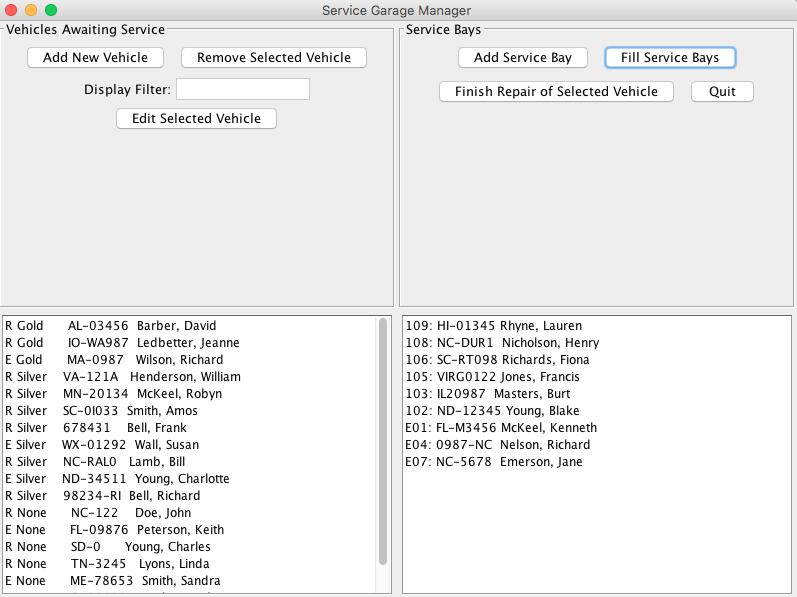 Service Garage Manager
Vehicles Awaiting Service
Add New Vehicle Remove Selected Vehicle
Display Filter:
Edit Selected Vehicle
Service Bays
Add Service Bay Fill Service Bays
Finish Repair of Selected Vehicle Quit
R Gold AL-03456 Barber, David
R Gold IO-WA987 Ledbetter, Jeanne
E Gold MA-0987 Wilson, Richard
R Silver VA-121A Henderson, William
R Silver MN-20134 McKeel, Robyn
R Silver SC-0I033 Smith, Amos
R Silver 678431 Bell, Frank
E Silver WX-01292 Wall, Susan
R Silver NC-RAL0 Lamb, Bill
E Silver ND-34511 Young, Charlotte
R Silver 98234-RI Bell, Richard
R None NC-122 Doe, John
E None FL-09876 Peterson, Keith
R None SD-0 Young, Charles
R None TN-3245 Lyons, Linda
E None ME-78653 Smith, Sandra
109: HI-01345 Rhyne, Lauren
108: NC-DUR1 Nicholson, Henry
106: SC-RT098 Richards, Fiona
105: VIRG0122 Jones, Francis
103: IL20987 Masters, Burt
102: ND-12345 Young, Blake
E01: FL-M3456 McKeel, Kenneth
E04: 0987-NC Nelson, Richard
E07: NC-5678 Emerson, Jane